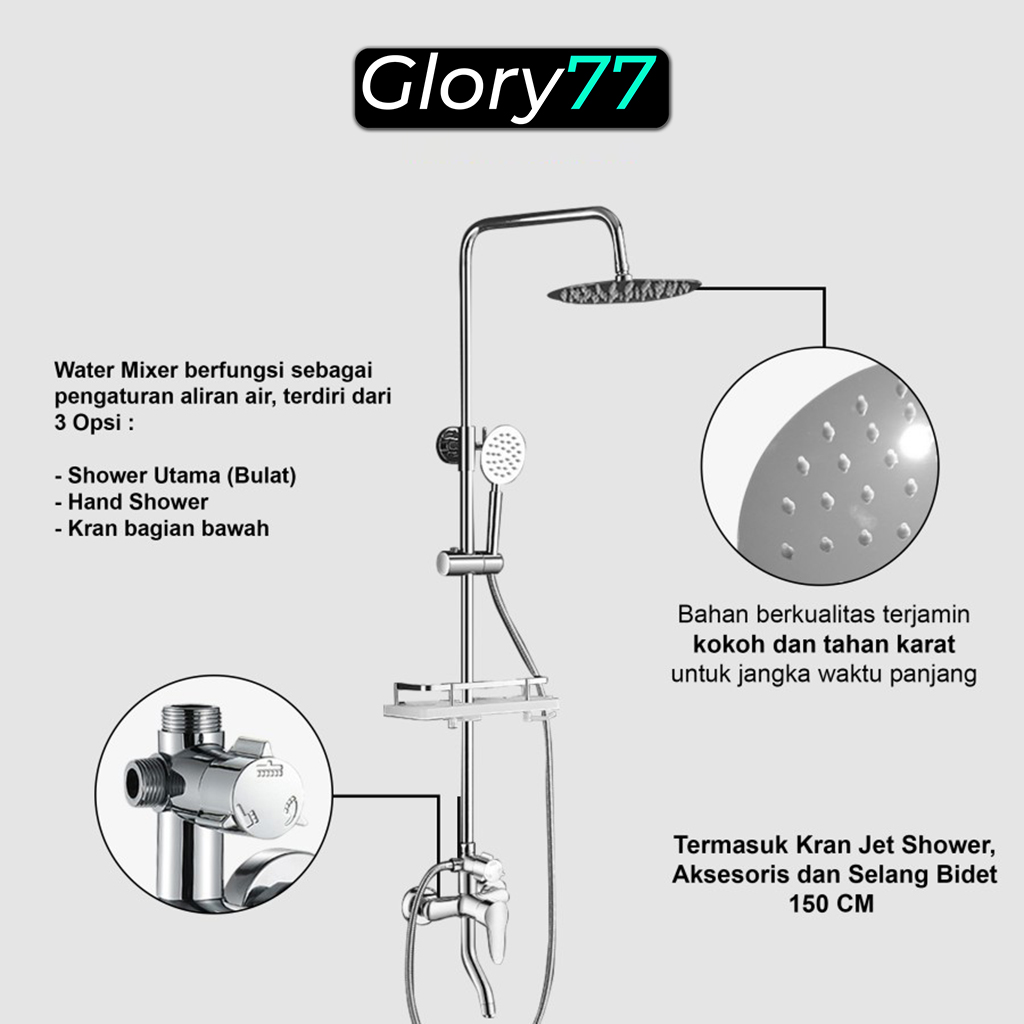 Glory77
Water Mixer berfungsi sebagai
pengaturan aliran air, terdiri dari
3 Opsi :
- Shower Utama (Bulat)
- Hand Shower
- Kran bagian bawah
Bahan berkualitas terjamin
kokoh dan tahan karat
untuk jangka waktu panjang
Termasuk Kran Jet Shower,
Aksesoris dan Selang Bidet
150 CM